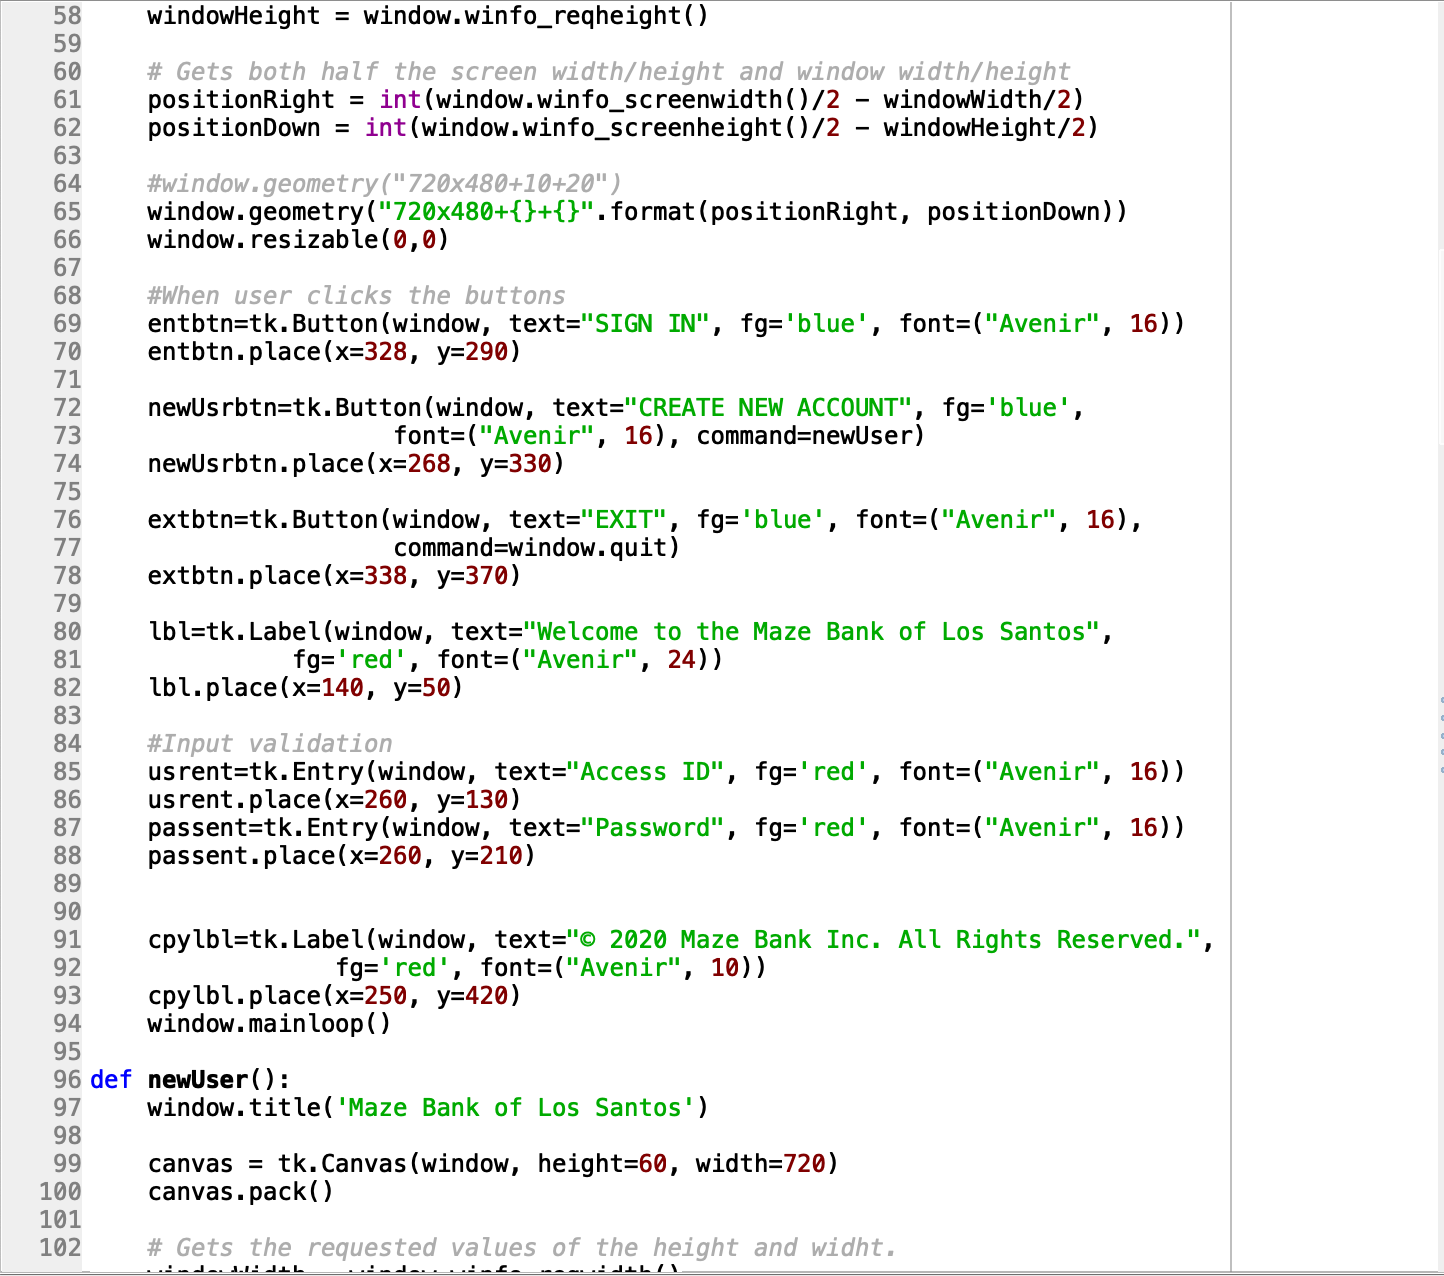 58 windowHeight = window.winfo_reqheight()
59
60 # Gets both half the screen width/height and window width/height
61 positionRight = int(window.winfo_screenwidth()/2 - windowWidth/2)
62 positionDown = int(window.winfo_screenheight()/2 - windowHeight/2)
63
64 #window.geometry("720x480+10+20")
65 window.geometry("720x480+{}+{}".format(positionRight, positionDown))
66 window.resizable(0,0)
67
68 #When user clicks the buttons
69 entbtn=tk.Button(window, text="SIGN IN", fg='blue', font=("Avenir", 16))
70 entbtn.place(x=328, y=290)
71
72 newUsrbtn=tk.Button(window, text="CREATE NEW ACCOUNT", fg='blue',
73 font=("Avenir", 16), command=newUser)
74 newUsrbtn.place(x=268, y=330)
75
76 extbtn=tk.Button(window, text="EXIT", fg='blue', font=("Avenir", 16),
77 command=window.quit)
78 extbtn.place(x=338, y=370)
79
80 lbl=tk.Label(window, text="Welcome to the Maze Bank of Los Santos",
81 fg='red', font=("Avenir", 24))
82 lbl.place(x=140, y=50)
83
84 #Input validation
85 usrent=tk.Entry(window, text="Access ID", fg='red', font=("Avenir", 16))
86 usrent.place(x=260, y=130)
87 passent=tk.Entry(window, text="Password", fg='red', font=("Avenir", 16))
88 passent.place(x=260, y=210)
89
90
91 cpylbl=tk.Label(window, text="© 2020 Maze Bank Inc. All Rights Reserved.",
92 fg='red', font=("Avenir", 10))
93 cpylbl.place(x=250, y=420)
94 window.mainloop()
95
96 def newUser():
97 window.title('Maze Bank of Los Santos')
98
99 canvas = tk.Canvas(window, height=60, width=720)
100 canvas.pack()
101
102 # Gets the requested values of the height and widht.